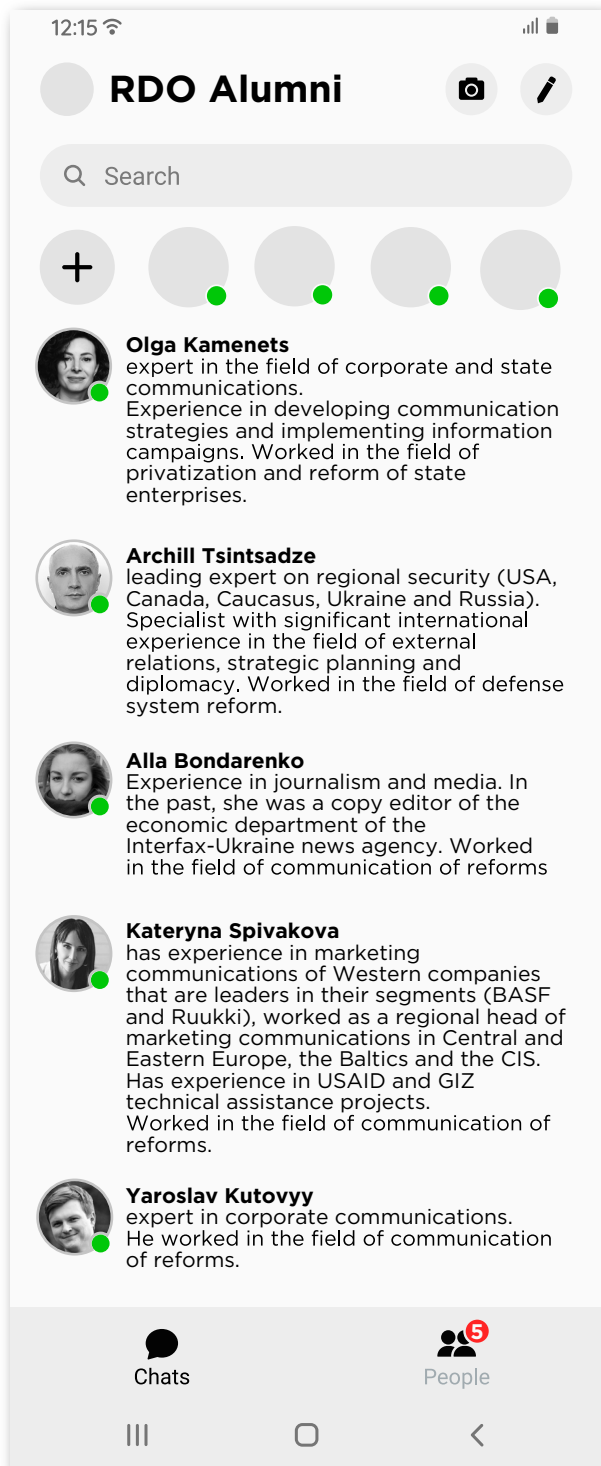 12:15
RDO Alumni
Search
Olga Kamenets
expert in the field of corporate and state
communications.
Experience in developing communication
strategies and implementing information
campaigns. Worked in the field of
privatization and reform of state
enterprises.
Archill Tsintsadze
leading expert on regional security (USA,
Canada, Caucasus, Ukraine and Russia).
Specialist with significant international
experience in the field of external
relations, strategic planning and
diplomacy. Worked in the field of defense
system reform.
Alla Bondarenko
Experience in journalism and media. In
the past, she was a copy editor of the
economic department of the
Interfax-Ukraine news agency. Worked
in the field of communication of reforms
Kateryna Spivakova
has experience in marketing
communications of Western companies
that are leaders in their segments (BASF
and Ruukki), worked as a regional head of
marketing communications in Central and
Eastern Europe, the Baltics and the CIS.
Has experience in USAID and GIZ
technical assistance projects.
Worked in the field of communication of
reforms.
Yaroslav Kutovyy
expert in corporate communications.
He worked in the field of communication
of reforms.
5
Chats
People